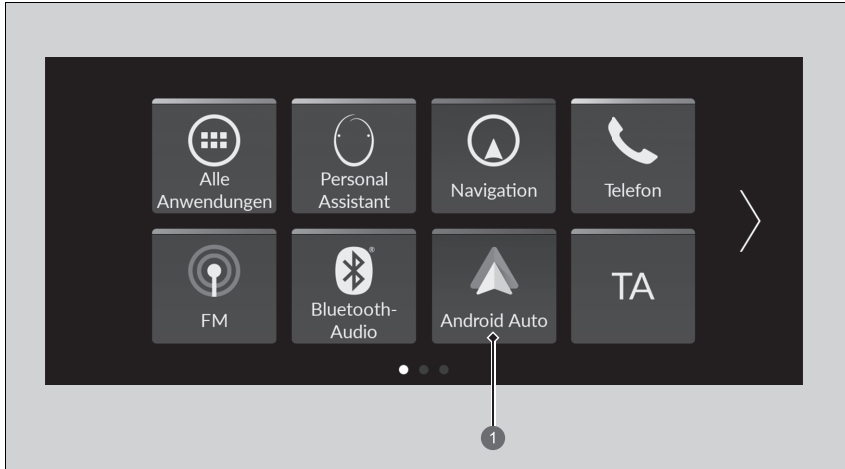 Alle
Anwendungen
Personal
Assistant
Navigation
Telefon
FM
Bluetooth-
Audio
Android Auto
TA
1